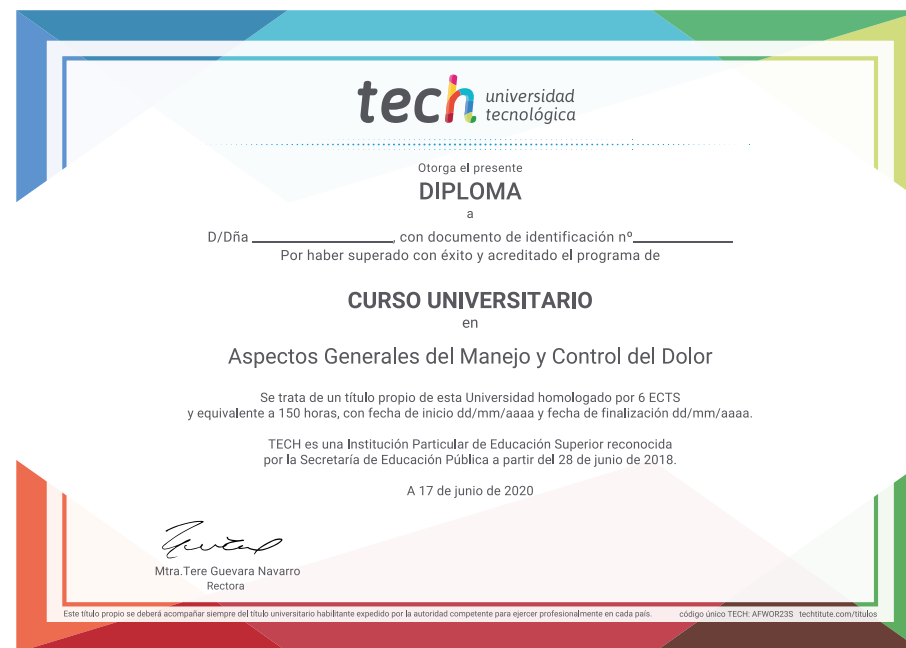 tech universidad
tecnológica
Otorga el presente
DIPLOMA
a
D/Dña ____________________, con documento de identificación nº______________
Por haber superado con éxito y acreditado el programa de
CURSO UNIVERSITARIO
en
Aspectos Generales del Manejo y Control del Dolor
Se trata de un título propio de esta Universidad homologado por 6 ECTS
y equivalente a 150 horas, con fecha de inicio dd/mm/aaaa y fecha de finalización dd/mm/aaaa.
TECH es una Institución Particular de Educación Superior reconocida
por la Secretaría de Educación Pública a partir del 28 de junio de 2018.
A 17 de junio de 2020
Mtra.Tere Guevara Navarro
Rectora
Este título propio se deberá acompañar siempre del título universitario habilitante expedido por la autoridad competente para ejercer profesionalmente en cada país. código único TECH: AFWOR23S techtitute.com/titulos